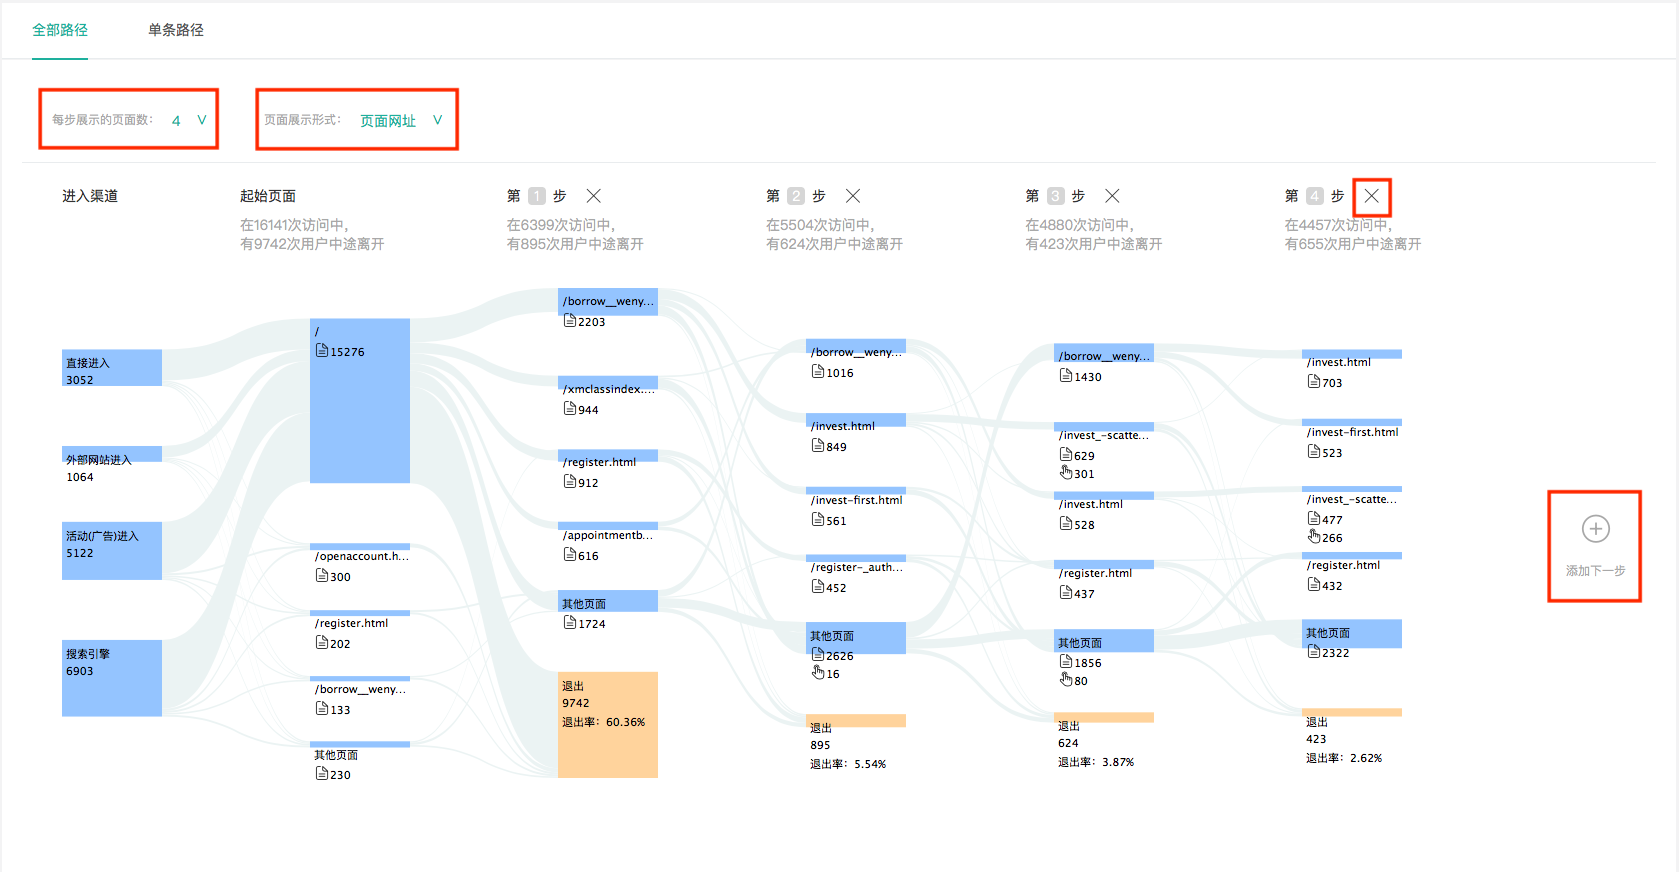 全部路径
单条路径
每步展示的页面数： 4
页面展示形式： 页面网址
进入渠道
起始页面
在16141次访问中，
有9742次用户中途离开
第 1 步
在6399次访问中，
有895次用户中途离开
第 2 步
在5504次访问中，
有624次用户中途离开
第 3 步
在4880次访问中，
有423次用户中途离开
第 4 步
在4457次访问中，
有655次用户中途离开
直接进入
3052
外部网站进入
1064
活动(广告)进入
5122
搜索引擎
6903
/
15276
/openaccount.h...
300
/register.html
202
/borrow__weny...
133
其他页面
230
/borrow__weny...
2203
/xmclassindex....
944
/register.html
912
/appointmentb...
616
其他页面
1724
退出
9742
退出率：60.36%
/borrow__weny...
1016
/invest.html
849
/invest-first.html
561
/register-_auth...
452
其他页面
2626
16
退出
895
退出率：5.54%
/borrow__weny...
1430
/invest_-scatte...
629
301
/invest.html
528
/register.html
437
其他页面
1856
80
退出
624
退出率：3.87%
/invest.html
703
/invest-first.html
523
/invest_-scatte...
477
266
/register.html
432
其他页面
2322
退出
423
退出率：2.62%
添加下一步